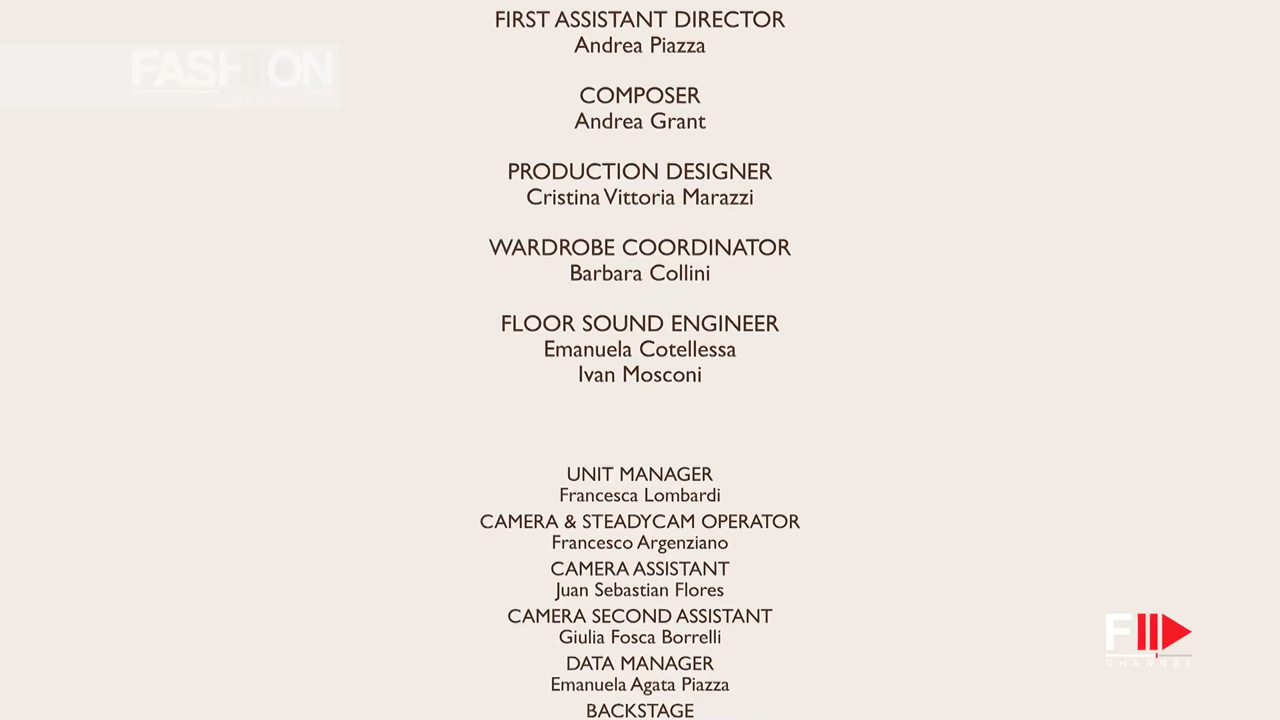 FIRST ASSISTANT DIRECTOR
Andrea Piazza
FASHION
COMPOSER
Andrea Grant
PRODUCTION DESIGNER
Cristina Vittoria Marazzi
WARDROBE COORDINATOR
Barbara Collini
FLOOR SOUND ENGINEER
Emanuela Cotellessa
Ivan Mosconi
UNIT MANAGER
Francesca Lombardi
CAMERA & STEADYCAM OPERATOR
Francesco Argenziano
CAMERA ASSISTANT
Juan Sebastian Flores
CAMERA SECOND ASSISTANT
Giulia Fosca Borrelli
DATA MANAGER
Emanuela Agata Piazza
BACKSTAGE
F
CHANNEL